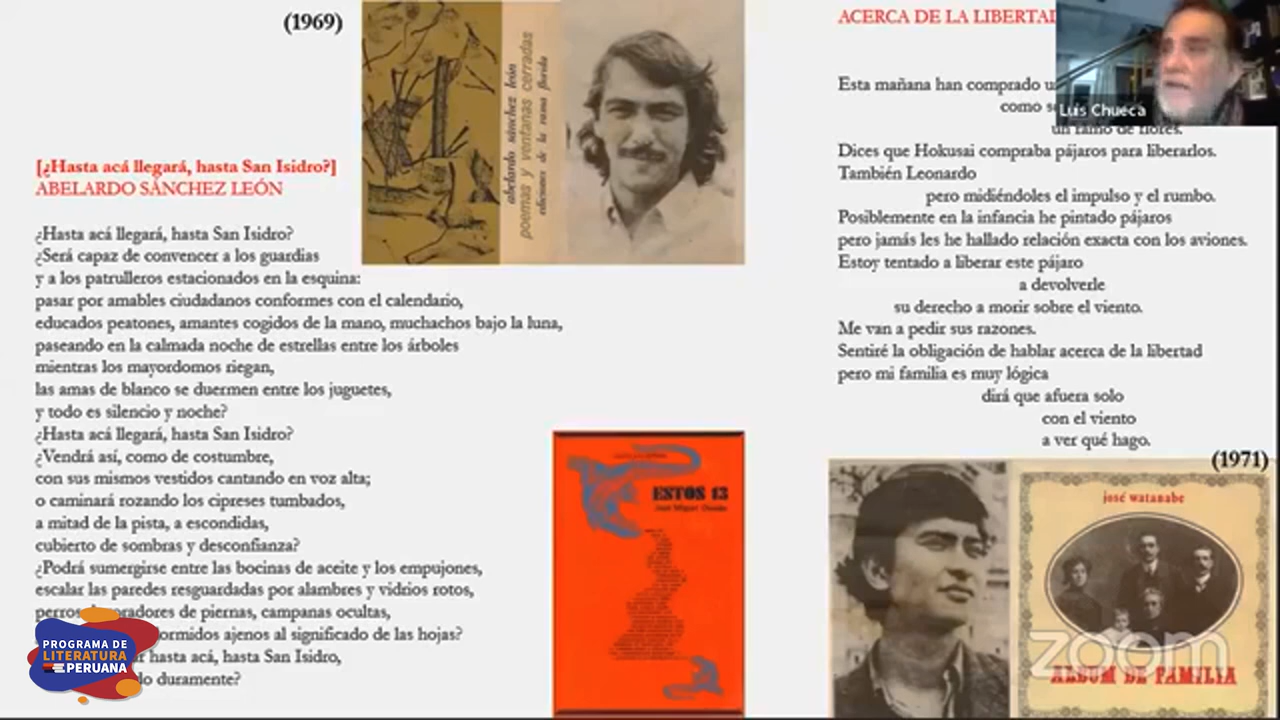 (1969)
[¿Hasta acá llegará, hasta San Isidro?]
ABELARDO SÁNCHEZ LEÓN
¿Hasta acá llegará, hasta San Isidro?
¿Será capaz de convencer a los guardias
y a los patrulleros estacionados en la esquina:
pasar por amables ciudadanos conformes con el calendario,
educados peatones, amantes cogidos de la mano, muchachos bajo la luna,
paseando en la calmada noche de estrellas entre los árboles
mientras los mayordomos riegan,
las amas de blanco se duermen entre los juguetes,
y todo es silencio y noche?
¿Hasta acá llegará, hasta San Isidro?
¿Vendrá así, como de costumbre,
con sus mismos vestidos cantando en voz alta;
o caminará rozando los cipreses tumbados,
a mitad de la pista, a escondidas,
cubierto de sombras y desconfianza?
¿Podrá sumergirse entre las bocinas de aceite y los empujones,
escalar las paredes resguardadas por alambres y vidrios rotos,
perros de piernas, campanas ocultas,
ajenos al significado de las hojas?
hasta acá, hasta San Isidro,
duramente?
PROGRAMA DE
LITERATURA
PERUANA
abelardo sánchez león
poemas y ventanas cerradas
ediciones de la rama florida
ESTOS 13
José Miguel Oviedo
ACERCA DE LA LIBERTAD
Luis Chueca
Esta mañana han comprado
como
un ramo de flores.
Dices que Hokusai compraba pájaros para liberarlos.
También Leonardo
pero midiéndoles el impulso y el rumbo.
Posiblemente en la infancia he pintado pájaros
pero jamás les he hallado relación exacta con los aviones.
Estoy tentado a liberar este pájaro
a devolverle
su derecho a morir sobre el viento.
Me van a pedir sus razones.
Sentiré la obligación de hablar acerca de la libertad
pero mi familia es muy lógica
dirá que afuera solo
con el viento
a ver qué hago.
(1971)
josé watanabe
ALBUM DE FAMILIA
zoom